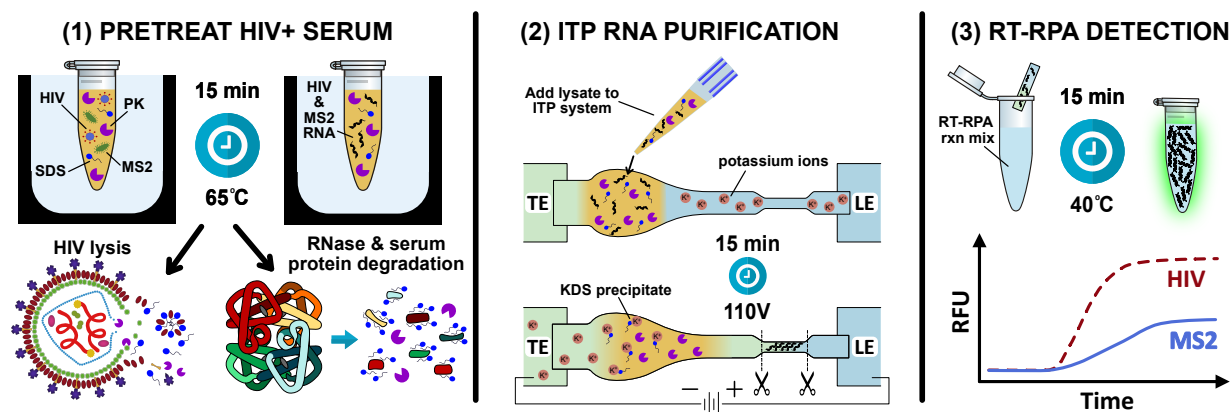 (1) PRETREAT HIV+ SERUM
HIV
PK
SDS
MS2
15 min
65°C
HIV
&
MS2
RNA
HIV lysis
RNase & serum
protein degradation
(2) ITP RNA PURIFICATION
Add lysate to
ITP system
potassium ions
TE
K+ K+ K+ K+ K+ K+ K+ K+
LE
15 min
110V
KDS precipitate
TE
K+ K+ K+ K+ K+ K+ K+ K+
LE
− +
(3) RT-RPA DETECTION
RT-RPA
rxn mix
15 min
40°C
RFU
HIV
MS2
Time